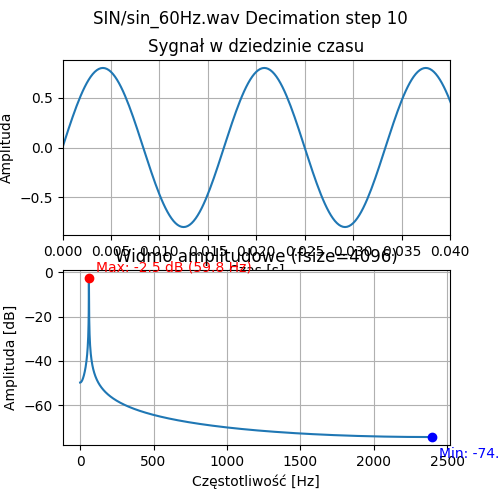 SIN/sin_60Hz.wav Decimation step 10
Sygnał w dziedzinie czasu
Amplituda
0.5
0.0
−0.5
0.000 0.005 0.010 0.015 0.020 0.025 0.030 0.035 0.040
Widmo amplitudowe (fsize=4096)
Max: -2.5 dB (59.8 Hz)
Amplituda [dB]
0
−20
−40
−60
Min: -74.
0 500 1000 1500 2000 2500
Częstotliwość [Hz]